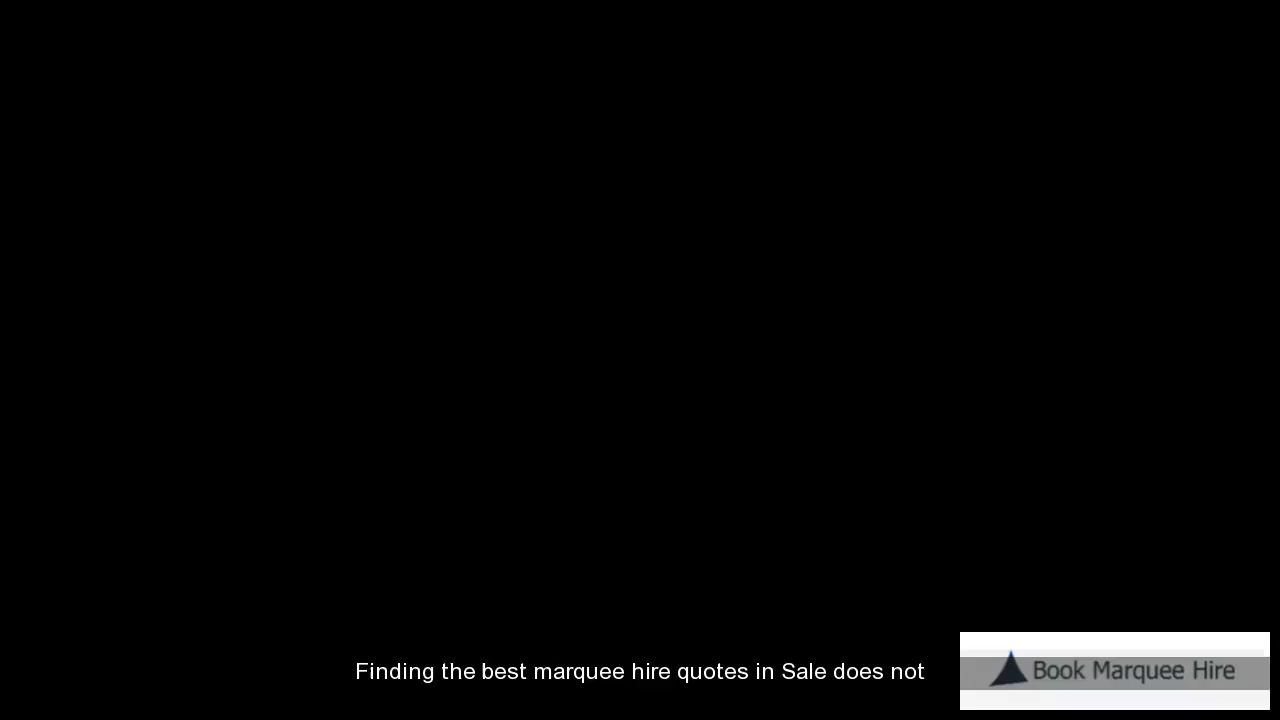 Finding the best marquee hire quotes in Sale does not
Book Marquee Hire